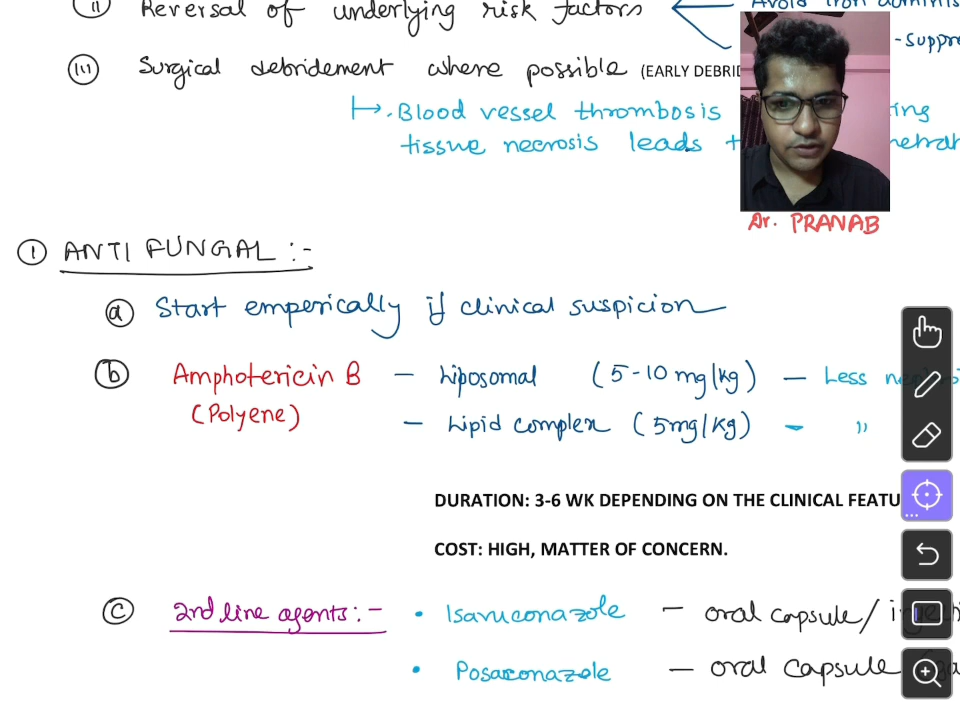 (ii) Reversal of underlying risk factors
(iii) Surgical debridement where possible (EARLY DEBRID
- Suppre
Blood vessel thrombosis
tissue necrosis leads
Dr. PRANAB
① ANTI FUNGAL :-
ⓐ Start emperically if clinical suspicion
ⓑ Amphotericin B - Liposomal (5-10 mg/kg) - Less
(Polyene) - Lipid complex (5mg/kg) - "
DURATION: 3-6 WK DEPENDING ON THE CLINICAL FEATU
COST: HIGH, MATTER OF CONCERN.
ⓒ 2nd line agents :- • Isavuconazole - oral capsule/
• Posaconazole - oral capsule